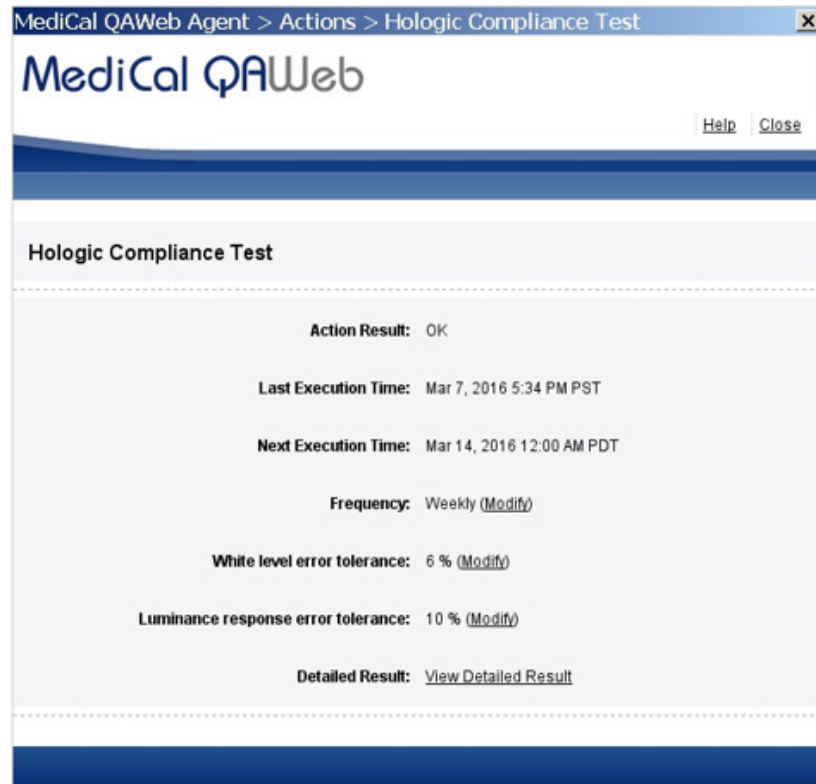 MediCal QAWeb Agent > Actions > Hologic Compliance Test
MediCal QAWeb
Help Close
Hologic Compliance Test
Action Result: OK
Last Execution Time: Mar 7, 2016 5:34 PM PST
Next Execution Time: Mar 14, 2016 12:00 AM PDT
Frequency: Weekly (Modify)
White level error tolerance: 6 % (Modify)
Luminance response error tolerance: 10 % (Modify)
Detailed Result: View Detailed Result